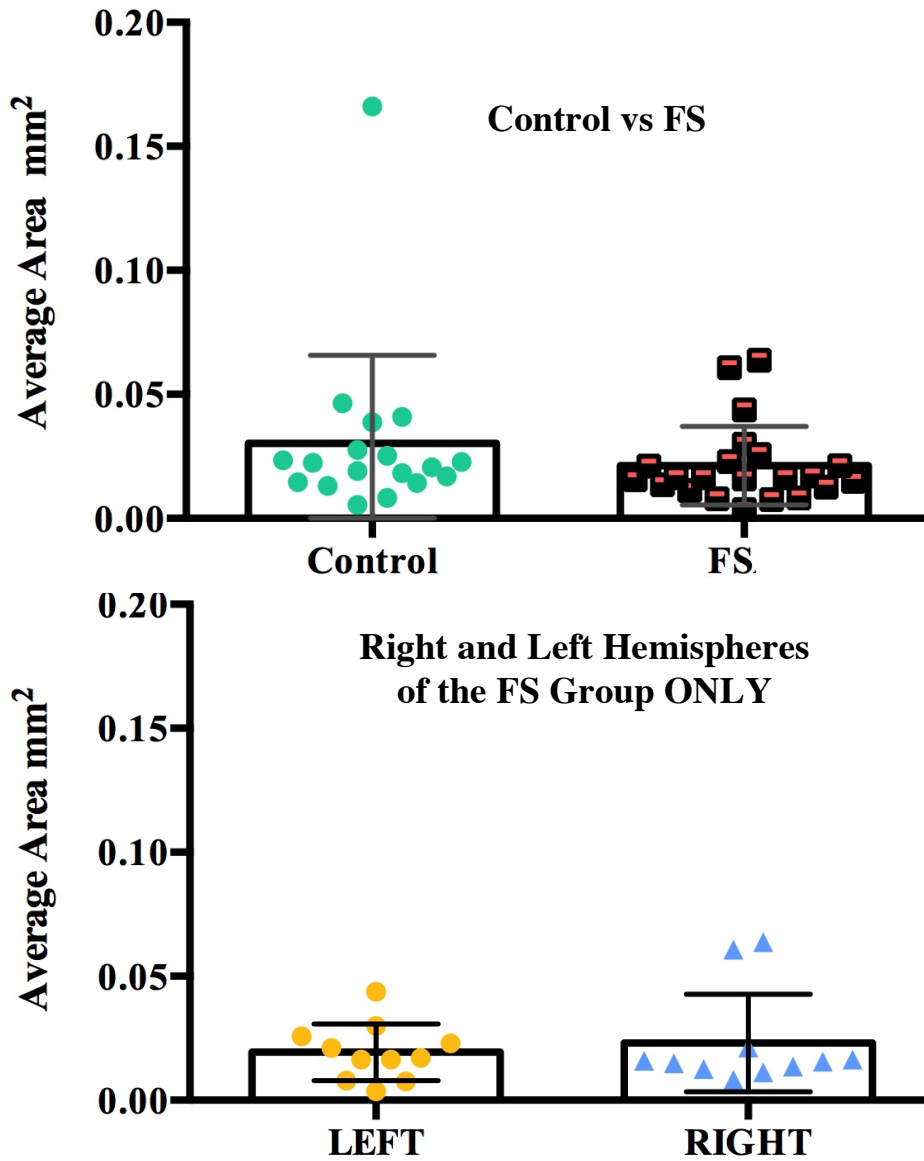 0.20
Control vs FS
0.15
Average Area mm²
0.10
0.05
0.00
Control FS.
0.20
Right and Left Hemispheres
of the FS Group ONLY
0.15
Average Area mm²
0.10
0.05
0.00
LEFT RIGHT